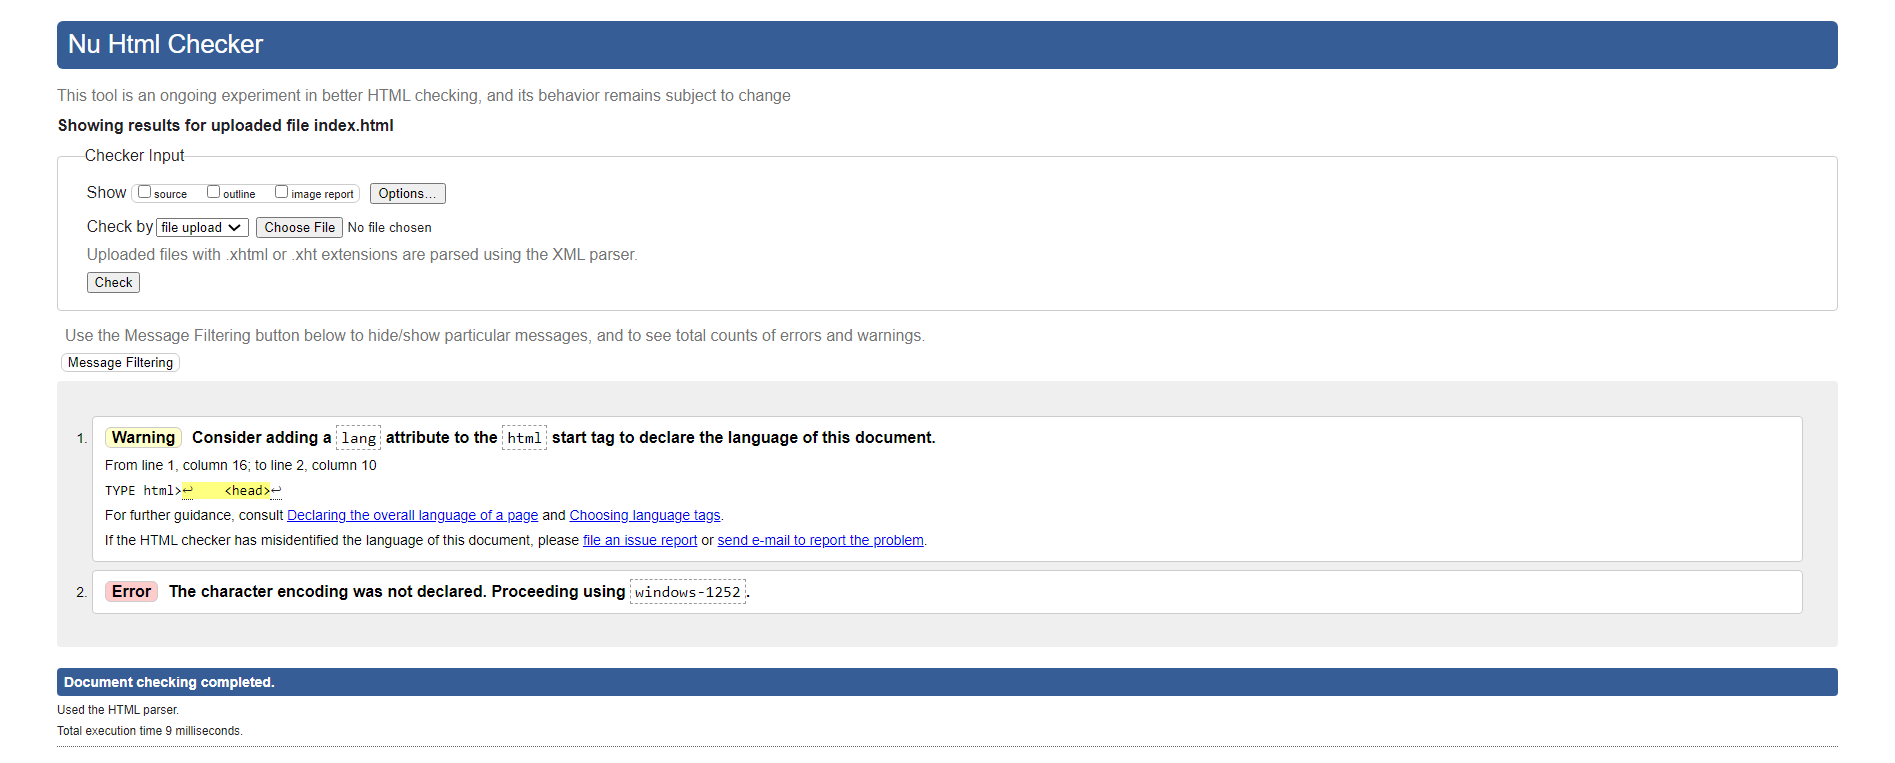 Nu Html Checker
This tool is an ongoing experiment in better HTML checking, and its behavior remains subject to change
Showing results for uploaded file index.html
Checker Input
Show source outline image report Options...
Check by file upload Choose File No file chosen
Uploaded files with .xhtml or .xht extensions are parsed using the XML parser.
Check
Use the Message Filtering button below to hide/show particular messages, and to see total counts of errors and warnings.
Message Filtering
1. Warning Consider adding a lang attribute to the html start tag to declare the language of this document.
From line 1, column 16; to line 2, column 10
TYPE html>↩ <head>↩
For further guidance, consult Declaring the overall language of a page and Choosing language tags.
If the HTML checker has misidentified the language of this document, please file an issue report or send e-mail to report the problem.
2. Error The character encoding was not declared. Proceeding using windows-1252.
Document checking completed.
Used the HTML parser.
Total execution time 9 milliseconds.